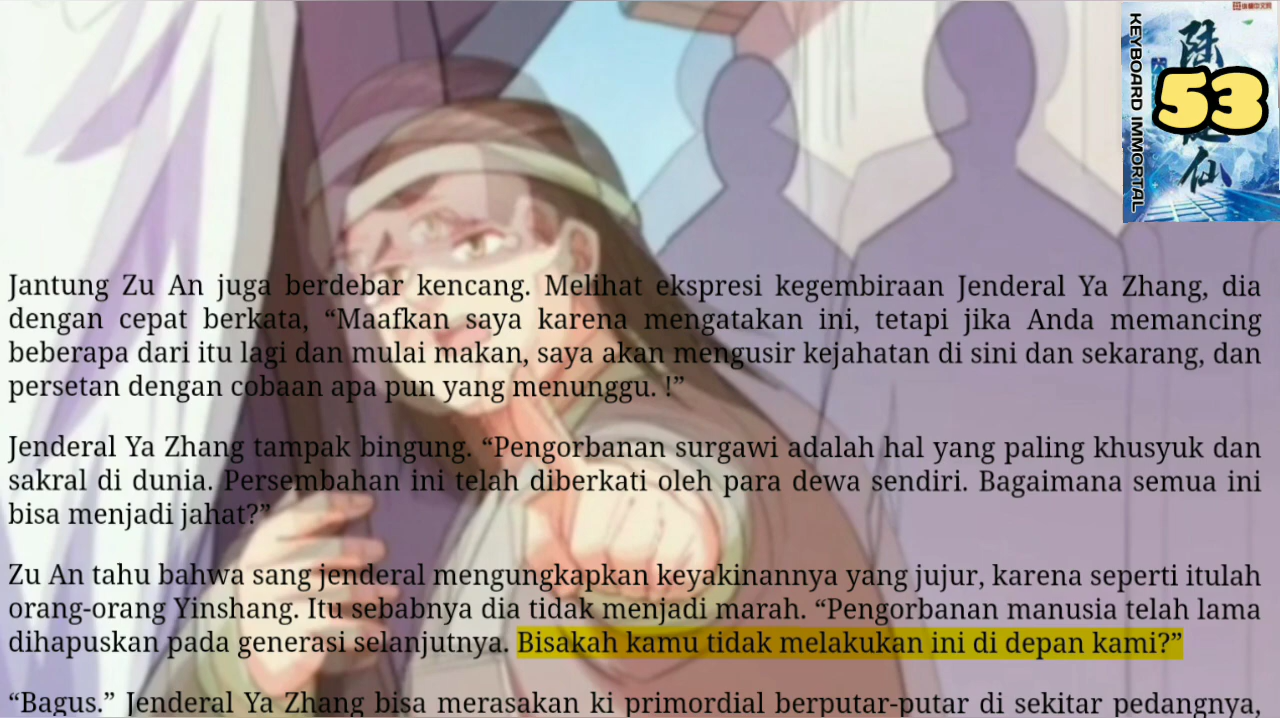 KEYBOARD IMMORTAL
53
Jantung Zu An juga berdebar kencang. Melihat ekspresi kegembiraan Jenderal Ya Zhang, dia
dengan cepat berkata, “Maafkan saya karena mengatakan ini, tetapi jika Anda memancing
beberapa dari itu lagi dan mulai makan, saya akan mengusir kejahatan di sini dan sekarang, dan
persetan dengan cobaan apa pun yang menunggu. !”
Jenderal Ya Zhang tampak bingung. “Pengorbanan surgawi adalah hal yang paling khusyuk dan
sakral di dunia. Persembahan ini telah diberkati oleh para dewa sendiri. Bagaimana semua ini
bisa menjadi jahat?”
Zu An tahu bahwa sang jenderal mengungkapkan keyakinannya yang jujur, karena seperti itulah
orang-orang Yinshang. Itu sebabnya dia tidak menjadi marah. “Pengorbanan manusia telah lama
dihapuskan pada generasi selanjutnya. Bisakah kamu tidak melakukan ini di depan kami?”
“Bagus.” Jenderal Ya Zhang bisa merasakan ki primordial berputar-putar di sekitar pedangnya,